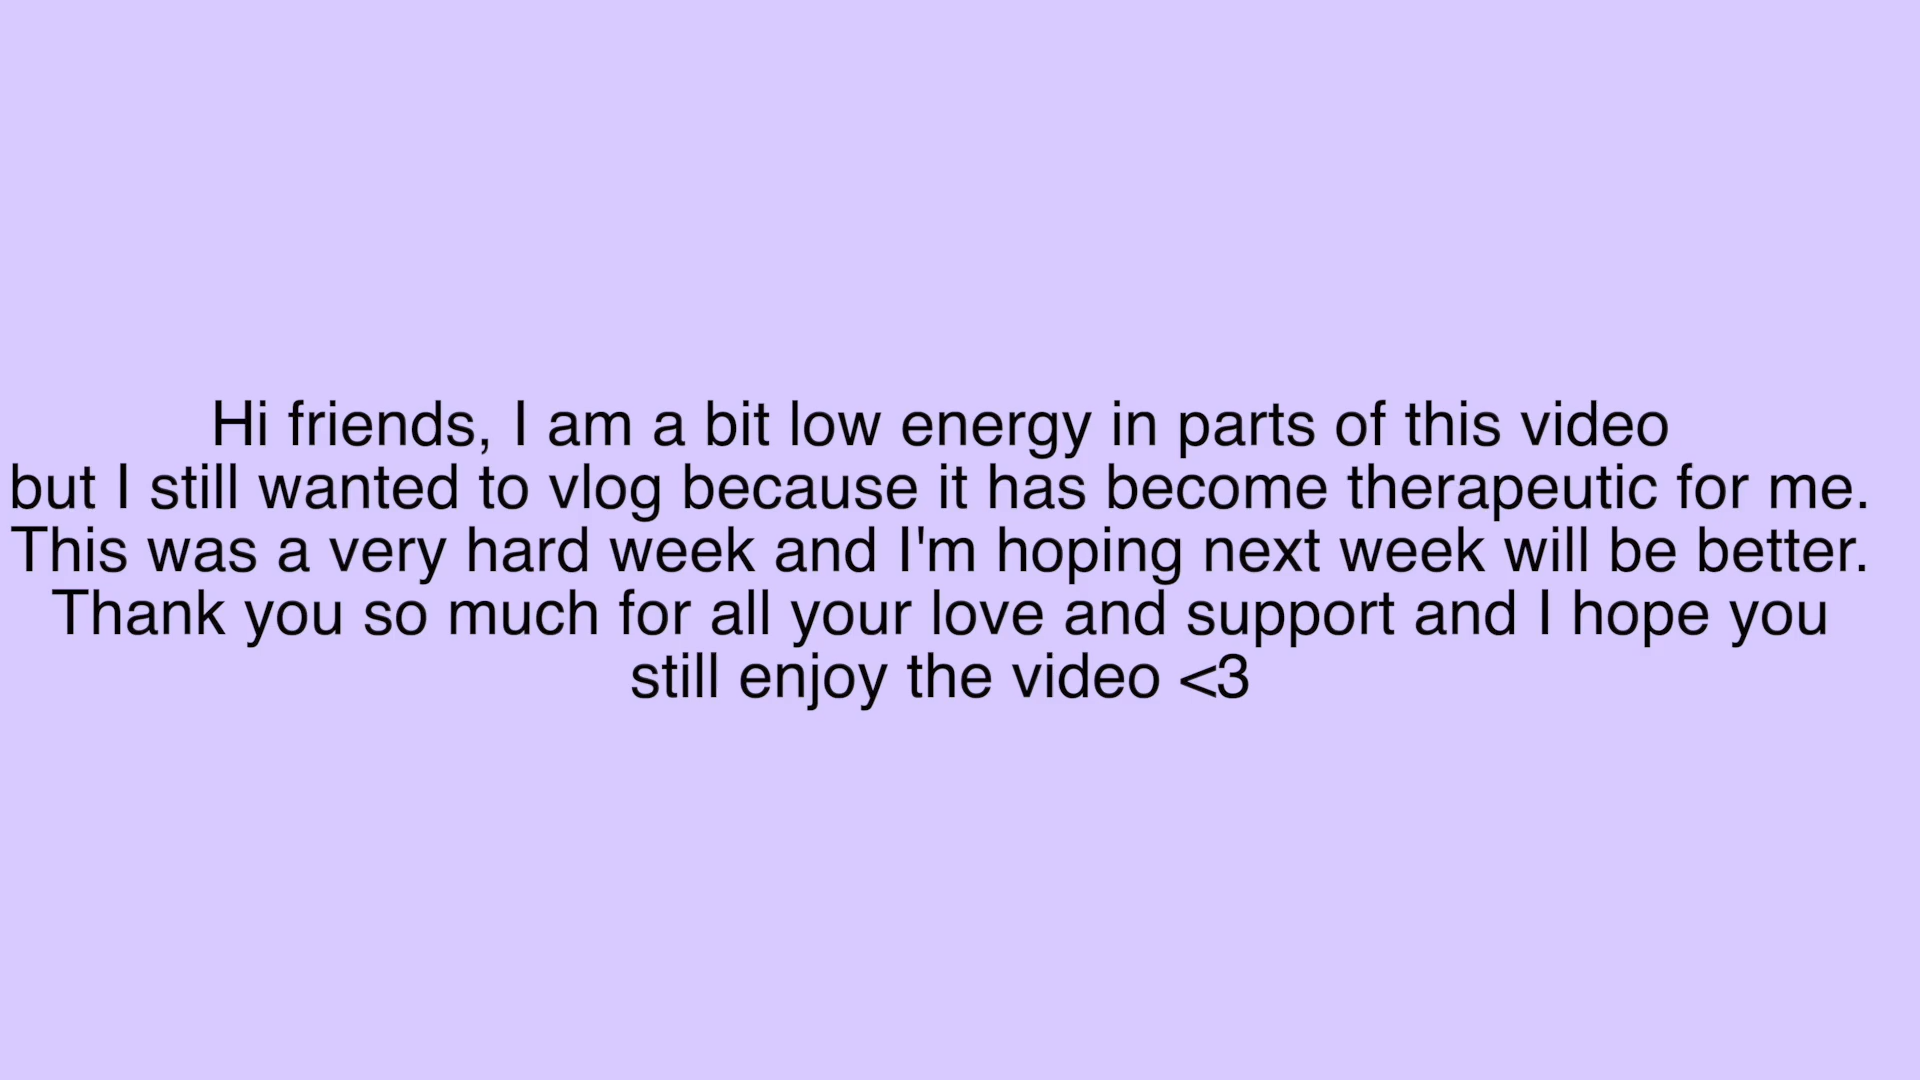 Hi friends, I am a bit low energy in parts of this video
but I still wanted to vlog because it has become therapeutic for me.
This was a very hard week and I'm hoping next week will be better.
Thank you so much for all your love and support and I hope you
still enjoy the video <3